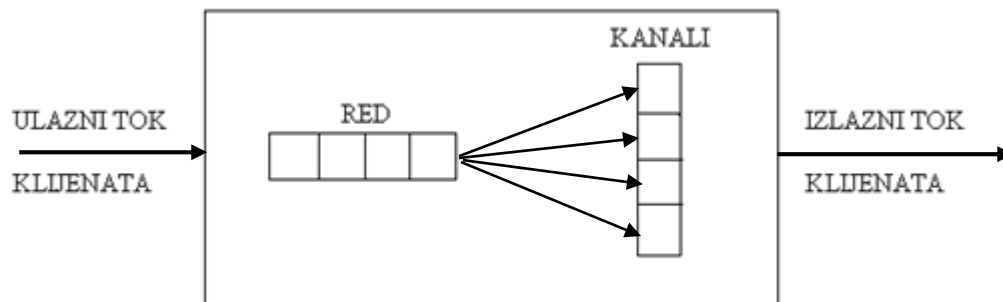 ULAZNI TOK
KLIJENATA
RED
KANALI
IZLAZNI TOK
KLIJENATA